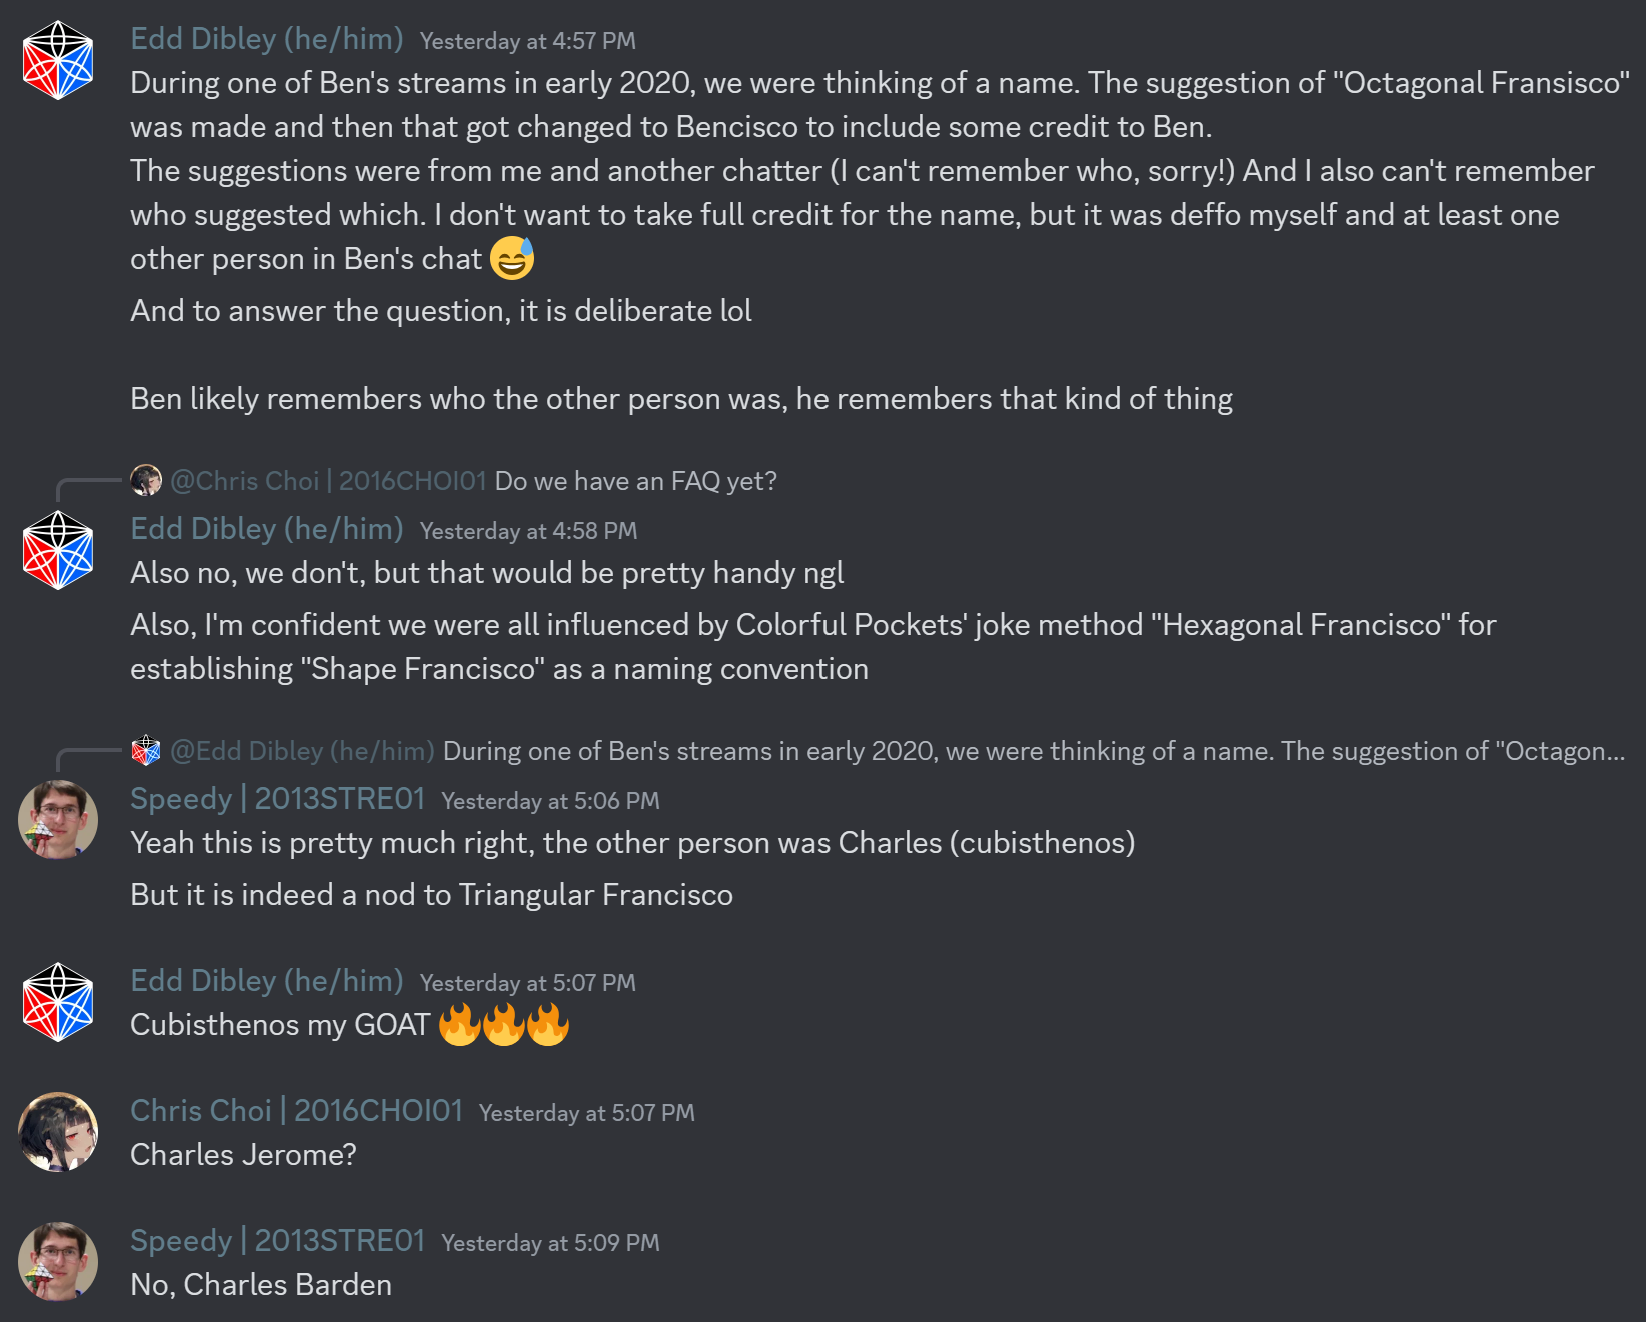 Edd Dibley (he/him) Yesterday at 4:57 PM
During one of Ben's streams in early 2020, we were thinking of a name. The suggestion of "Octagonal Fransisco"
was made and then that got changed to Bencisco to include some credit to Ben.
The suggestions were from me and another chatter (I can't remember who, sorry!) And I also can't remember
who suggested which. I don't want to take full credit for the name, but it was deffo myself and at least one
other person in Ben's chat 😅
And to answer the question, it is deliberate lol
Ben likely remembers who the other person was, he remembers that kind of thing
@Chris Choi | 2016CHOI01 Do we have an FAQ yet?
Edd Dibley (he/him) Yesterday at 4:58 PM
Also no, we don't, but that would be pretty handy ngl
Also, I'm confident we were all influenced by Colorful Pockets' joke method "Hexagonal Francisco" for
establishing "Shape Francisco" as a naming convention
@Edd Dibley (he/him) During one of Ben's streams in early 2020, we were thinking of a name. The suggestion of "Octagon...
Speedy | 2013STRE01 Yesterday at 5:06 PM
Yeah this is pretty much right, the other person was Charles (cubisthenos)
But it is indeed a nod to Triangular Francisco
Edd Dibley (he/him) Yesterday at 5:07 PM
Cubisthenos my GOAT 🔥🔥🔥
Chris Choi | 2016CHOI01 Yesterday at 5:07 PM
Charles Jerome?
Speedy | 2013STRE01 Yesterday at 5:09 PM
No, Charles Barden